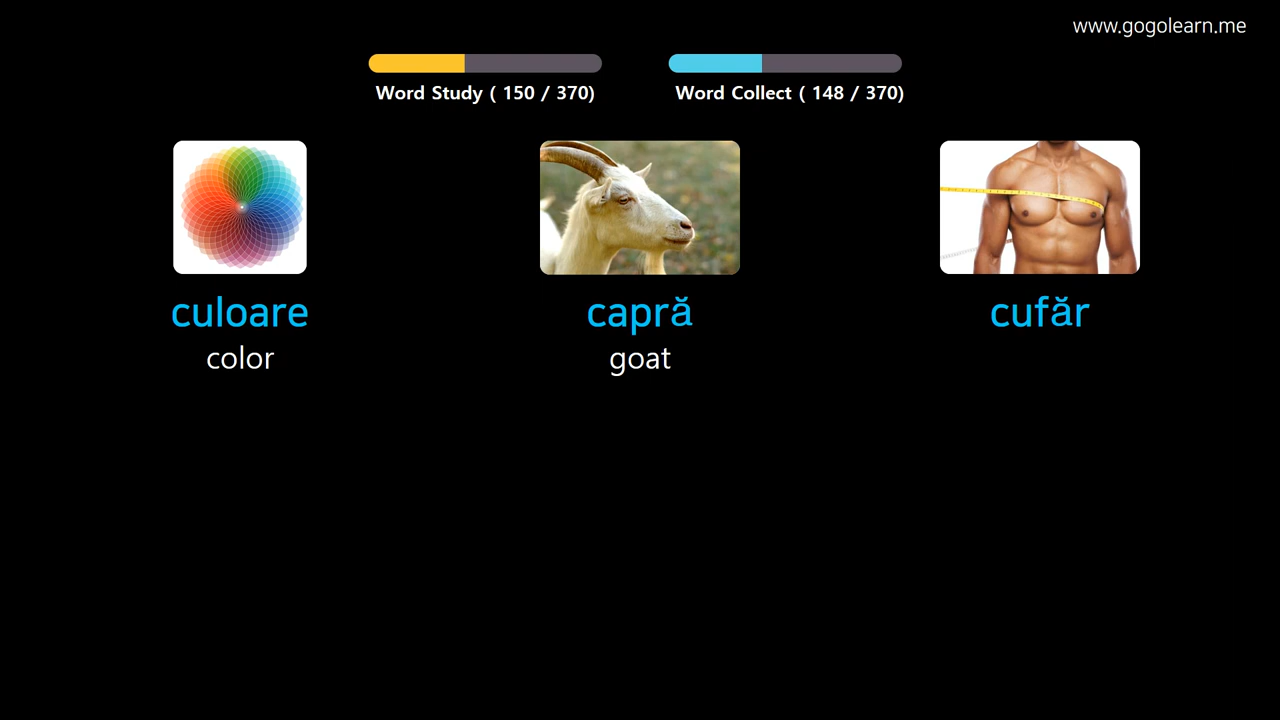 www.gogolearn.me
Word Study ( 150 / 370)
Word Collect ( 148 / 370)
culoare
capră
cufăr
color
goat